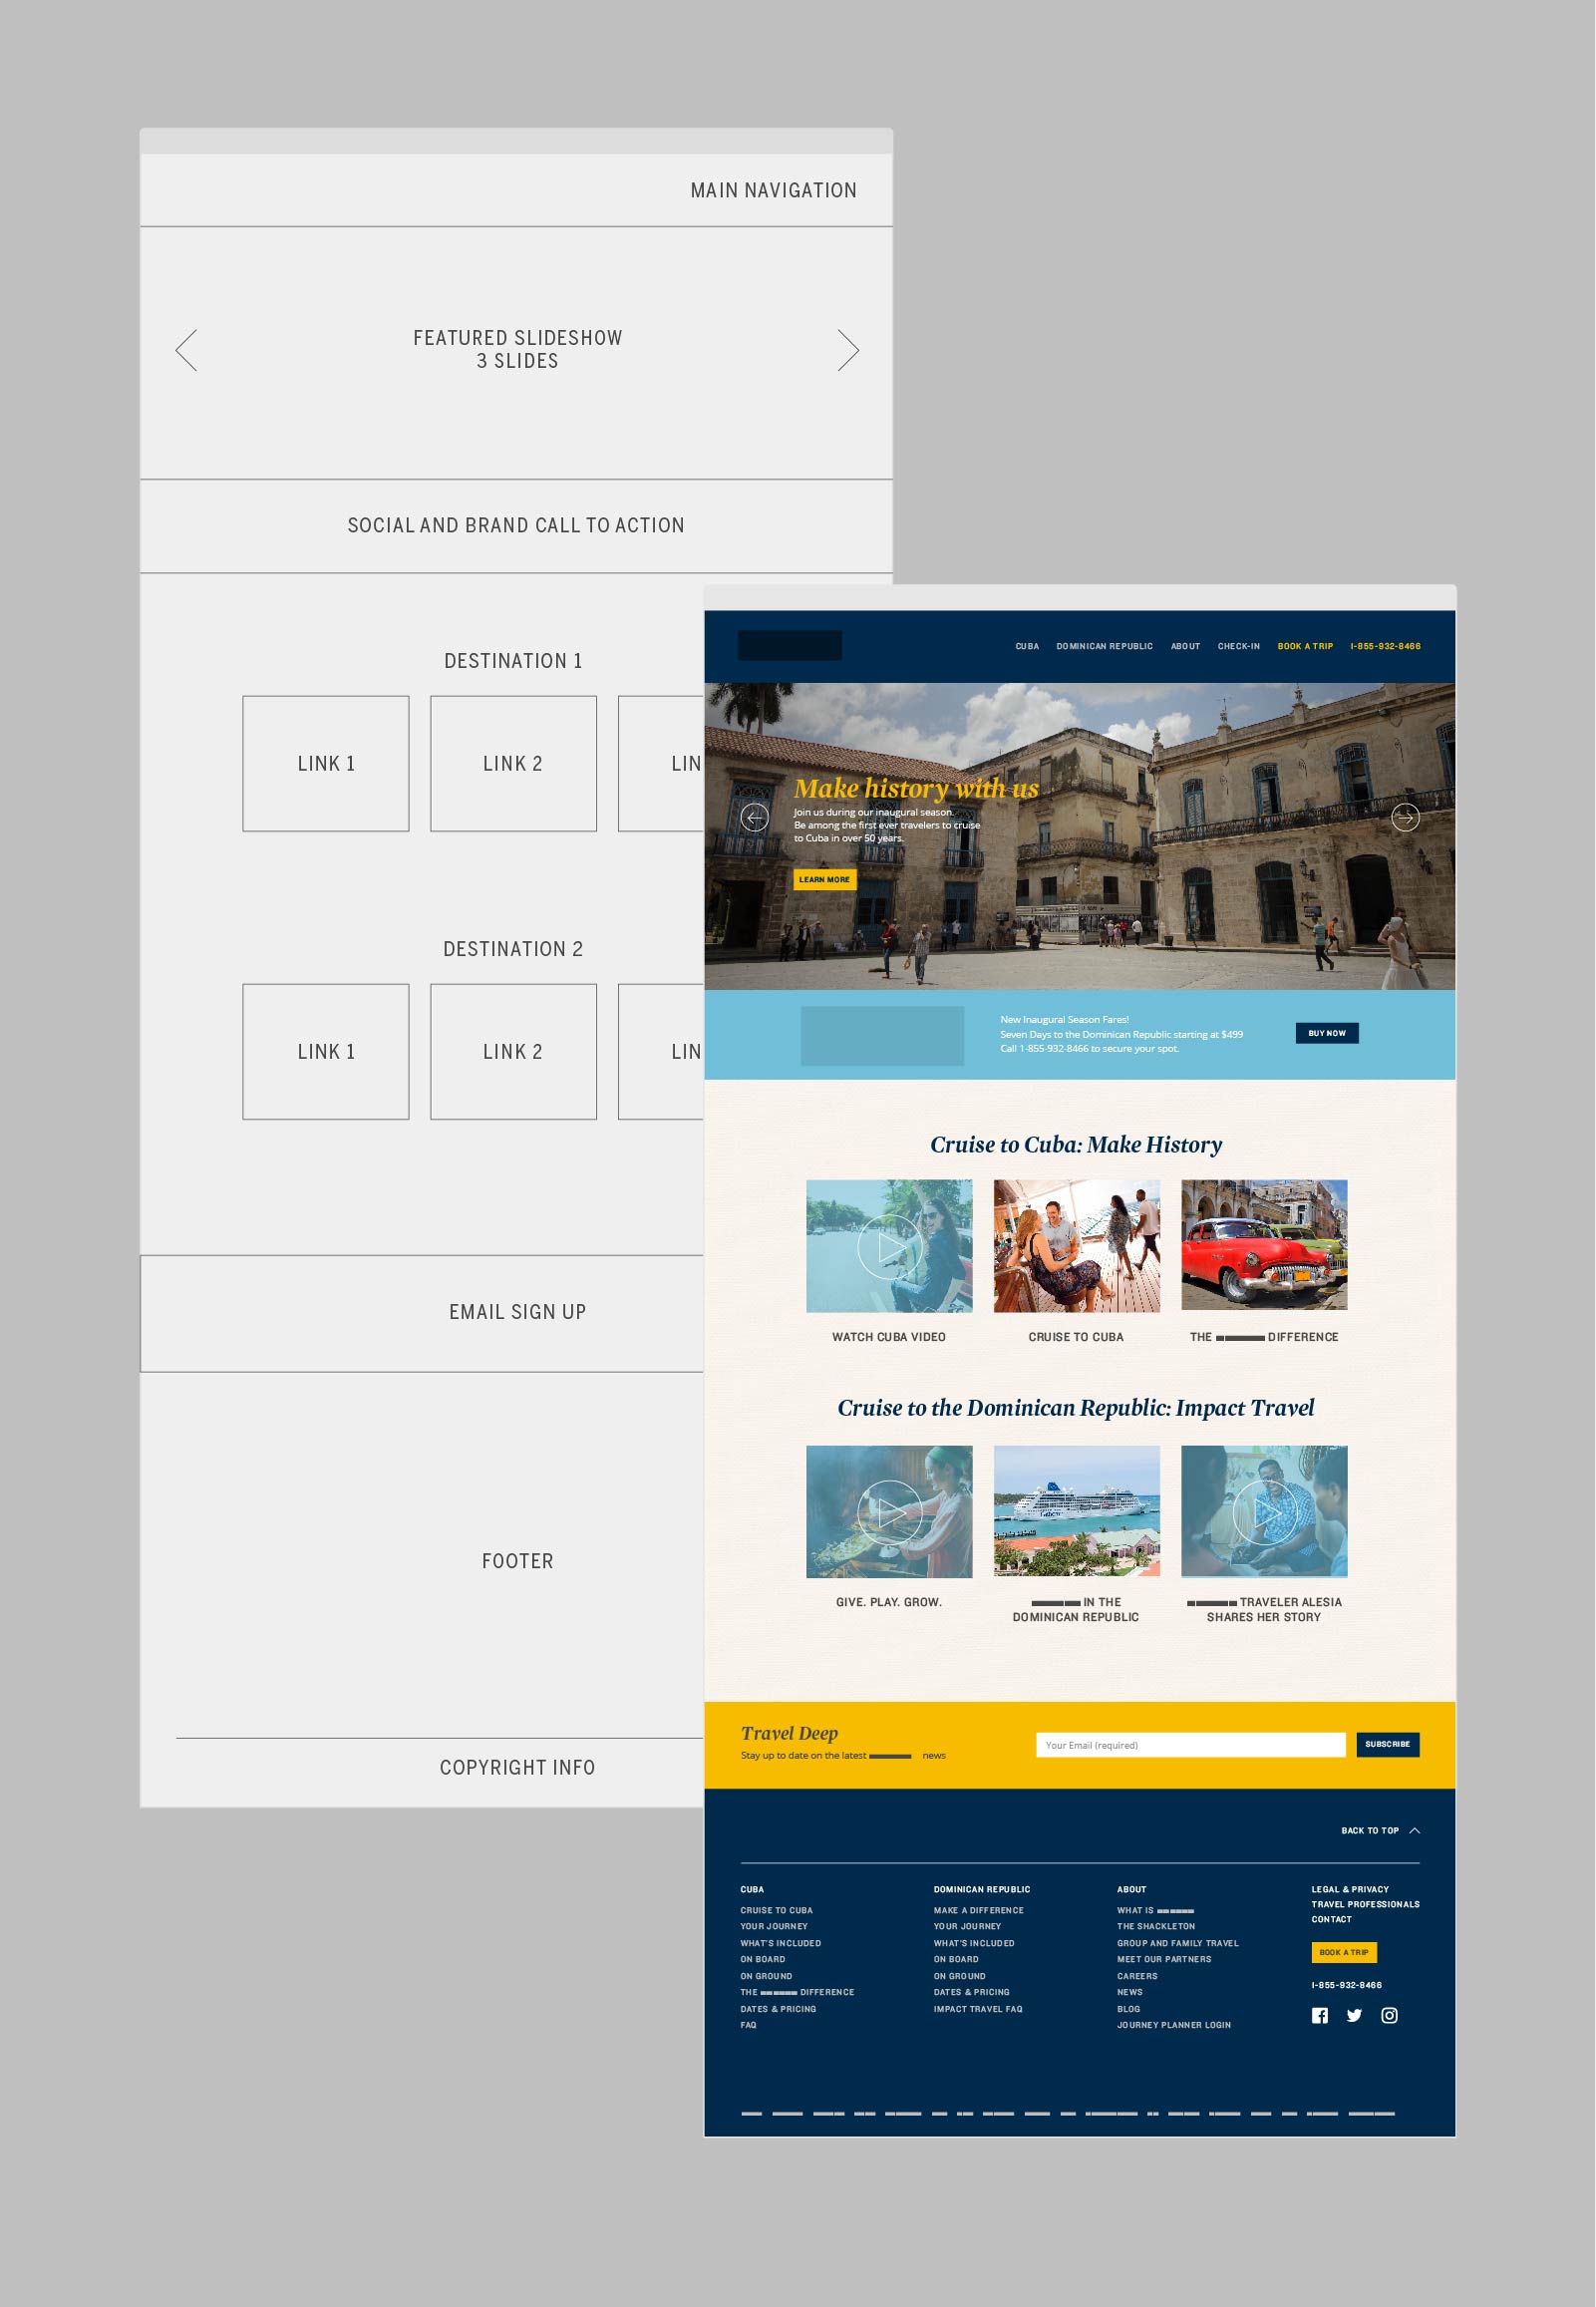 MAIN NAVIGATION
FEATURED SLIDESHOW
3 SLIDES
SOCIAL AND BRAND CALL TO ACTION
DESTINATION 1
LINK 1
LINK 2
LIN
DESTINATION 2
LINK 1
LINK 2
LIN
EMAIL SIGN UP
FOOTER
COPYRIGHT INFO
CUBA
DOMINICAN REPUBLIC
ABOUT
CHECK-IN
BOOK A TRIP
1-855-932-8466
Make history with us
Join us during our inaugural season.
Be among the first ever travelers to cruise
to Cuba in over 50 years.
LEARN MORE
New Inaugural Season Fares!
Seven Days to the Dominican Republic starting at $499
Call 1-855-932-8466 to secure your spot.
BUY NOW
Cruise to Cuba: Make History
WATCH CUBA VIDEO
CRUISE TO CUBA
THE DIFFERENCE
Cruise to the Dominican Republic: Impact Travel
GIVE. PLAY. GROW.
IN THE
DOMINICAN REPUBLIC
TRAVELER ALESIA
SHARES HER STORY
Travel Deep
Stay up to date on the latest news
Your Email (required)
SUBSCRIBE
BACK TO TOP
CUBA
CRUISE TO CUBA
YOUR JOURNEY
WHAT'S INCLUDED
ON BOARD
ON GROUND
THE DIFFERENCE
DATES & PRICING
FAQ
DOMINICAN REPUBLIC
MAKE A DIFFERENCE
YOUR JOURNEY
WHAT'S INCLUDED
ON BOARD
ON GROUND
DATES & PRICING
IMPACT TRAVEL FAQ
ABOUT
WHAT IS
THE SHACKLETON
GROUP AND FAMILY TRAVEL
MEET OUR PARTNERS
CAREERS
NEWS
BLOG
JOURNEY PLANNER LOGIN
LEGAL & PRIVACY
TRAVEL PROFESSIONALS
CONTACT
BOOK A TRIP
1-855-932-8466